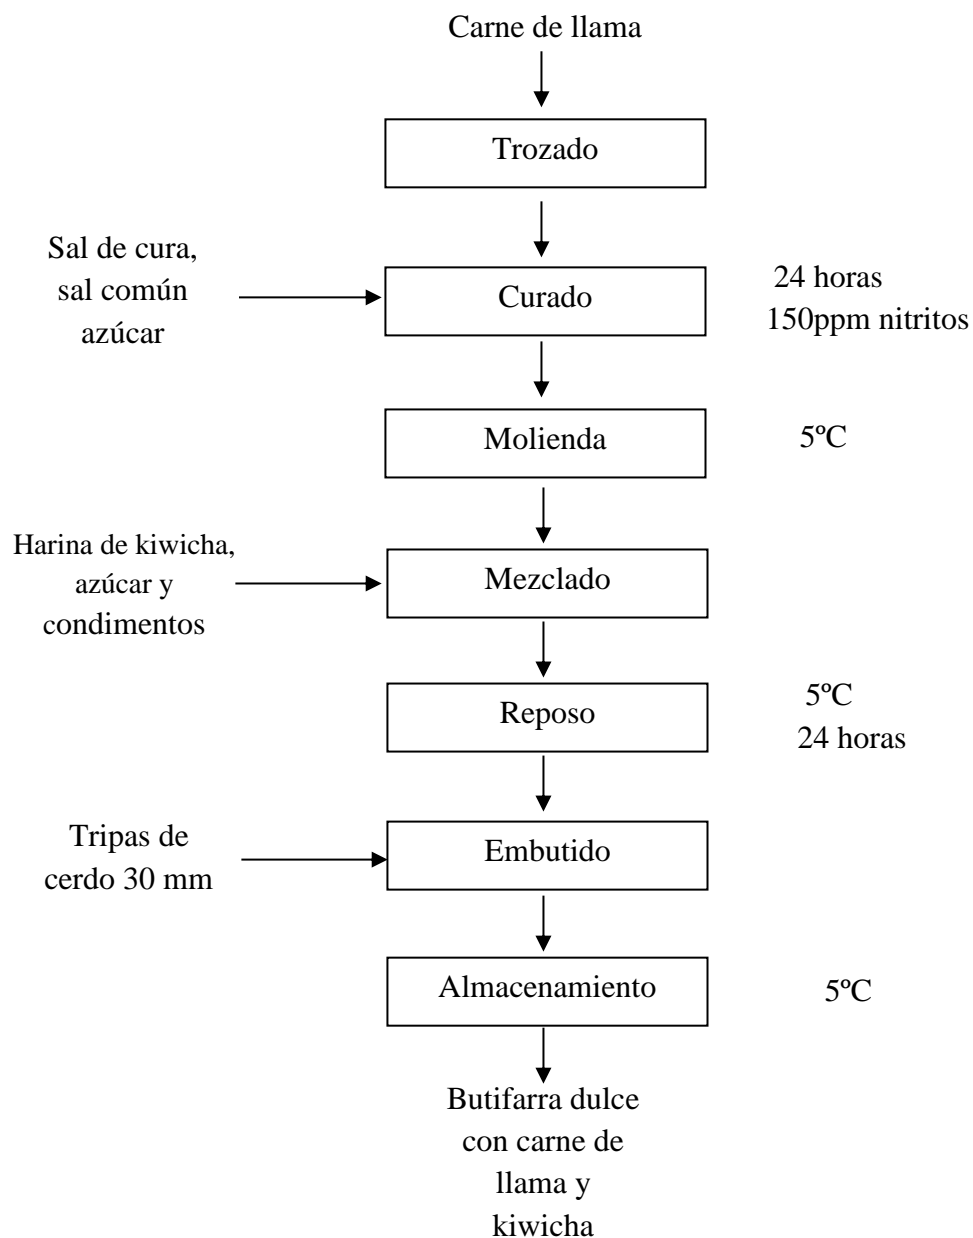 Carne de llama
Trozado
Sal de cura,
sal común
azúcar
Curado
24 horas
150ppm nitritos
Molienda
5ºC
Harina de kiwicha,
azúcar y
condimentos
Mezclado
Reposo
5ºC
24 horas
Tripas de
cerdo 30 mm
Embutido
Almacenamiento
5ºC
Butifarra dulce
con carne de
llama y
kiwicha